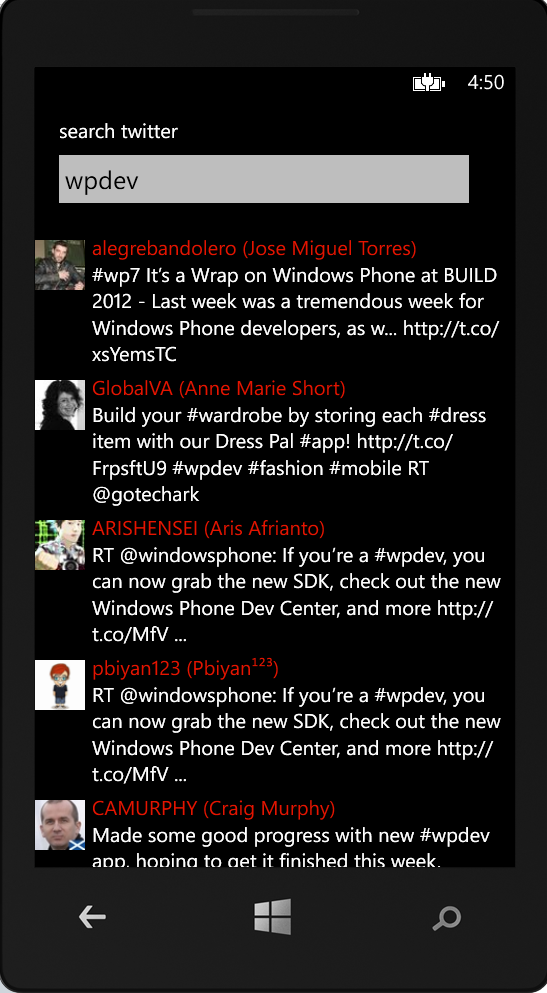 4:50
search twitter
wpdev
alegrebandolero (Jose Miguel Torres)
#wp7 It's a Wrap on Windows Phone at BUILD
2012 - Last week was a tremendous week for
Windows Phone developers, as w... http://t.co/
xsYemsTC
GlobalVA (Anne Marie Short)
Build your #wardrobe by storing each #dress
item with our Dress Pal #app! http://t.co/
FrpsftU9 #wpdev #fashion #mobile RT
@gotechark
ARISHENSEI (Aris Afrianto)
RT @windowsphone: If you're a #wpdev, you
can now grab the new SDK, check out the new
Windows Phone Dev Center, and more http://
t.co/MfV ...
pbiyan123 (Pbiyan¹²³)
RT @windowsphone: If you're a #wpdev, you
can now grab the new SDK, check out the new
Windows Phone Dev Center, and more http://
t.co/MfV ...
CAMURPHY (Craig Murphy)
Made some good progress with new #wpdev
app, hoping to get it finished this week.